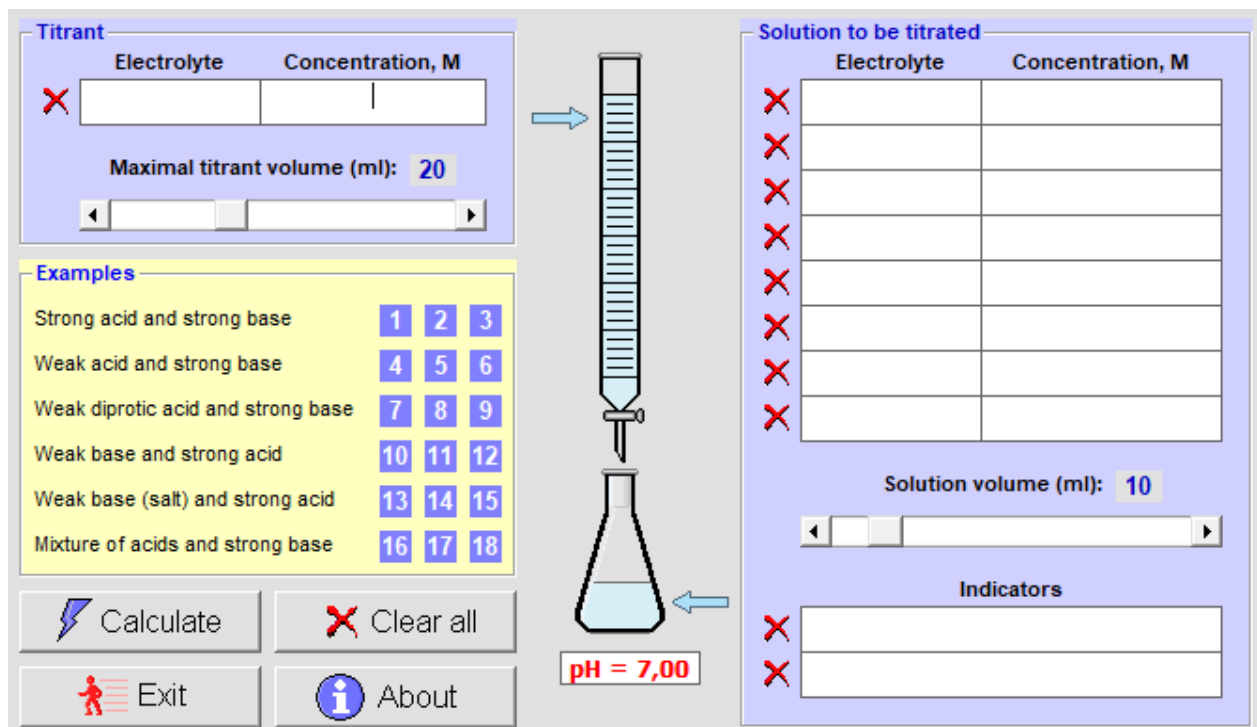 Titrant
Electrolyte Concentration, M
Maximal titrant volume (ml): 20
Examples
Strong acid and strong base 1 2 3
Weak acid and strong base 4 5 6
Weak diprotic acid and strong base 7 8 9
Weak base and strong acid 10 11 12
Weak base (salt) and strong acid 13 14 15
Mixture of acids and strong base 16 17 18
Calculate Clear all
Exit About
pH = 7,00
Solution to be titrated
Electrolyte Concentration, M
Solution volume (ml): 10
Indicators